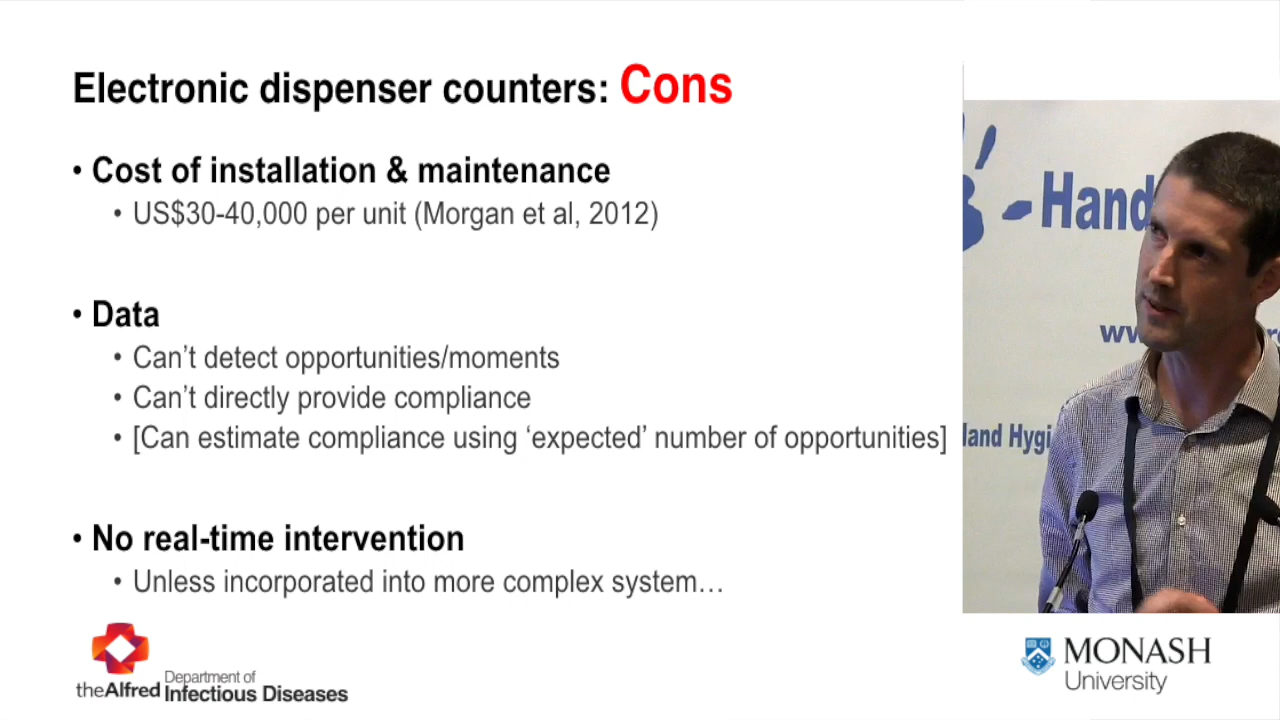 Electronic dispenser counters: Cons
• Cost of installation & maintenance
• US$30-40,000 per unit (Morgan et al, 2012)
• Data
• Can’t detect opportunities/moments
• Can’t directly provide compliance
• [Can estimate compliance using ‘expected’ number of opportunities]
• No real-time intervention
• Unless incorporated into more complex system…
-Hand
theAlfred
Department of
Infectious Diseases
MONASH
University